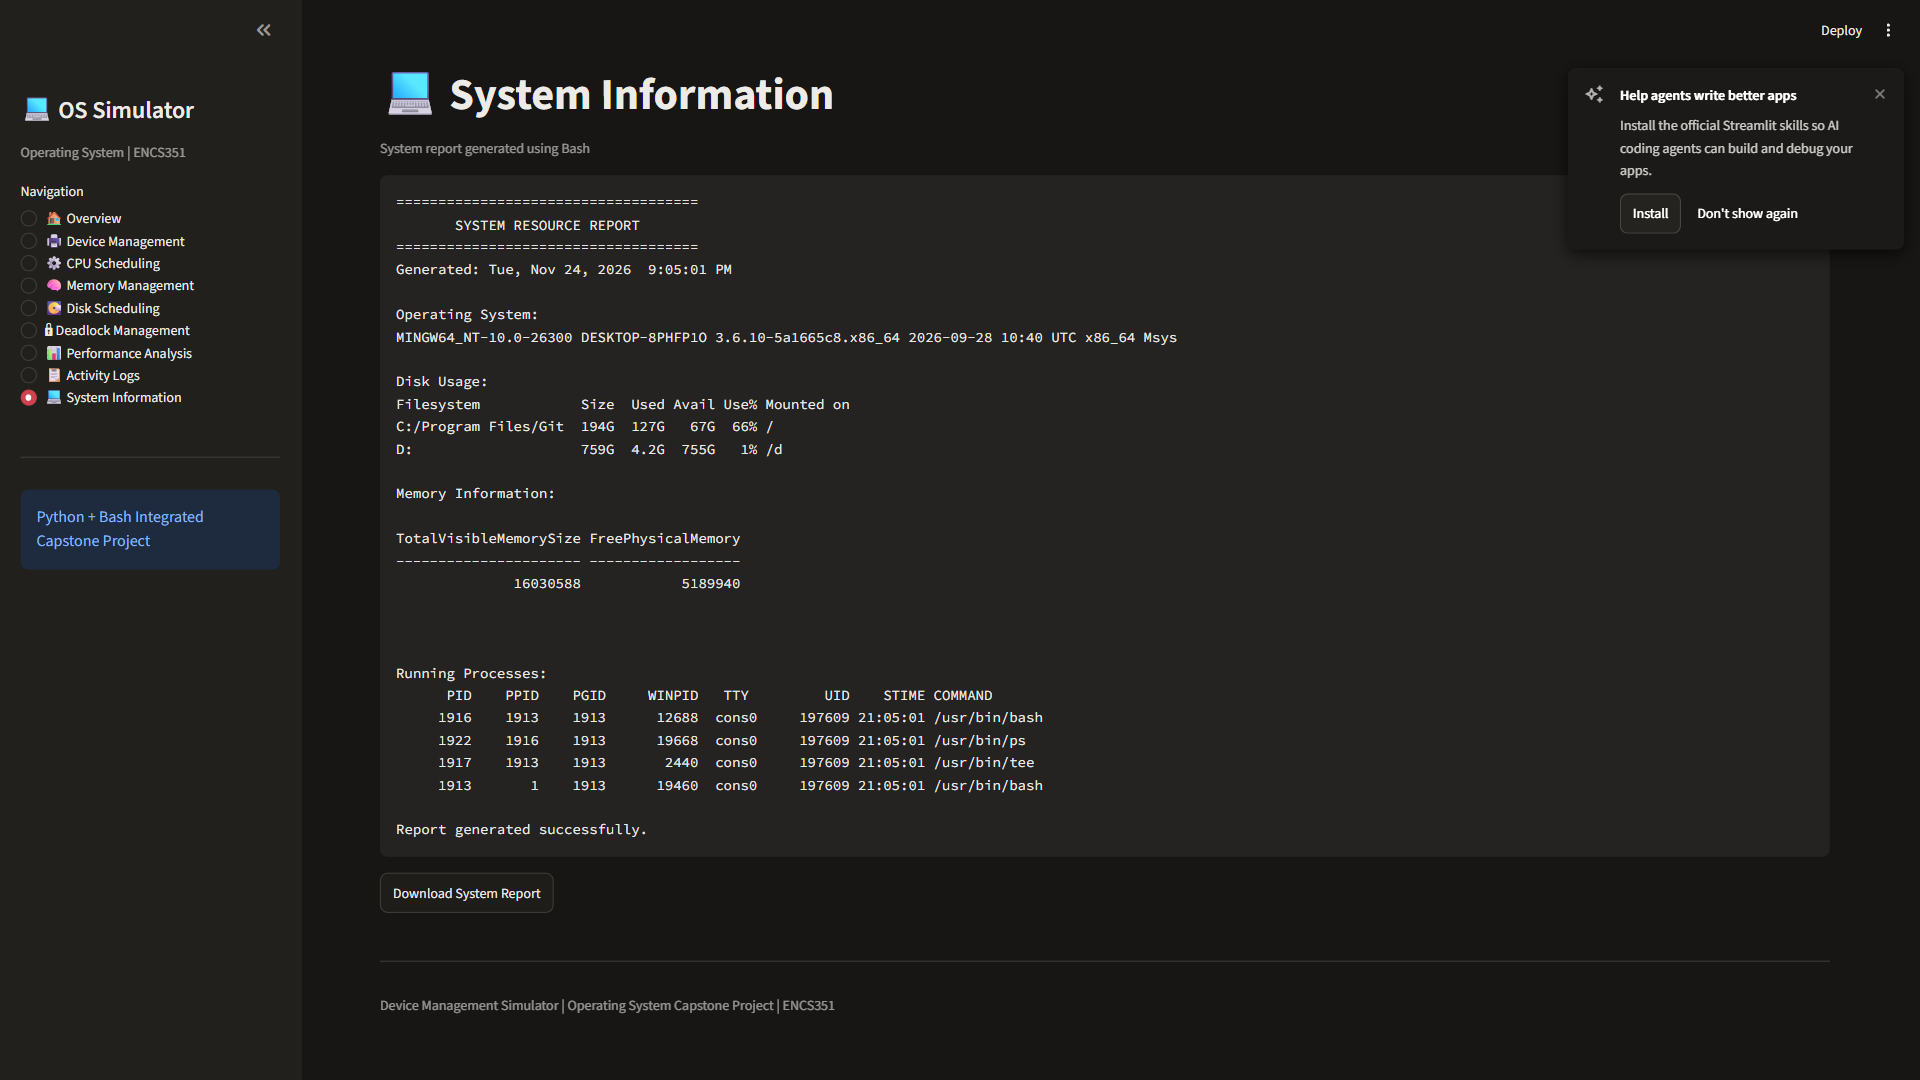 OS Simulator
Operating System | ENCS351
Navigation
Overview
Device Management
CPU Scheduling
Memory Management
Disk Scheduling
Deadlock Management
Performance Analysis
Activity Logs
System Information
Python + Bash Integrated
Capstone Project
Deploy
System Information
System report generated using Bash
====================================
SYSTEM RESOURCE REPORT
====================================
Generated: Tue, Nov 24, 2026  9:05:01 PM
Operating System:
MINGW64_NT-10.0-26300 DESKTOP-8PHFP1O 3.6.10-5a1665c8.x86_64 2026-09-28 10:40 UTC x86_64 Msys
Disk Usage:
Filesystem            Size  Used Avail Use% Mounted on
C:/Program Files/Git  194G  127G   67G  66% /
D:                    759G  4.2G  755G   1% /d
Memory Information:
TotalVisibleMemorySize FreePhysicalMemory
---------------------- ------------------
16030588            5189940
Running Processes:
PID    PPID    PGID     WINPID   TTY         UID    STIME COMMAND
1916    1913    1913      12688  cons0     197609 21:05:01 /usr/bin/bash
1922    1916    1913      19668  cons0     197609 21:05:01 /usr/bin/ps
1917    1913    1913       2440  cons0     197609 21:05:01 /usr/bin/tee
1913       1    1913      19460  cons0     197609 21:05:01 /usr/bin/bash
Report generated successfully.
Download System Report
Device Management Simulator | Operating System Capstone Project | ENCS351
Help agents write better apps
Install the official Streamlit skills so AI
coding agents can build and debug your
apps.
Install
Don't show again